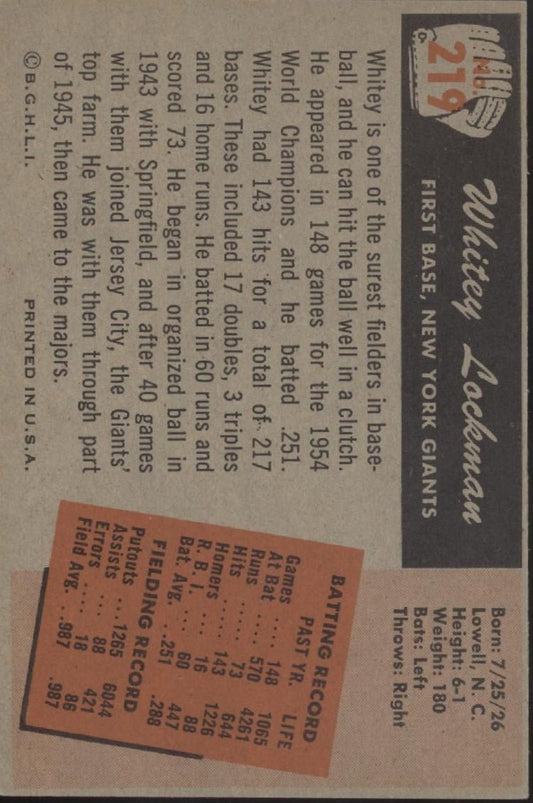 NO.
219
Whitey Lockman
FIRST BASE, NEW YORK GIANTS
Born: 7/25/26
Lowell, N. C.
Height: 6-1
Weight: 180
Bats: Left
Throws: Right
Whitey is one of the surest fielders in base-
ball, and he can hit the ball well in a clutch.
He appeared in 148 games for the 1954
World Champions and he batted .251.
Whitey had 143 hits for a total of 217
bases. These included 17 doubles, 3 triples
and 16 home runs. He batted in 60 runs and
scored 73. He began in organized ball in
1943 with Springfield, and after 40 games
with them joined Jersey City, the Giants'
top farm. He was with them through part
of 1945, then came to the majors.
© B.G.H.L.I. PRINTED IN U.S.A.
BATTING RECORD
PAST YR. LIFE
Games .... 148 1065
At Bat .... 570 4261
Runs .... 73 644
Hits .... 143 1226
Homers .... 16 88
R. B. I. .... 60 447
Bat. Avg. .. .251 .288
FIELDING RECORD
Putouts ... 1265 6044
Assists ... 88 421
Errors .... 18 86
Field Avg. .. .987 .987